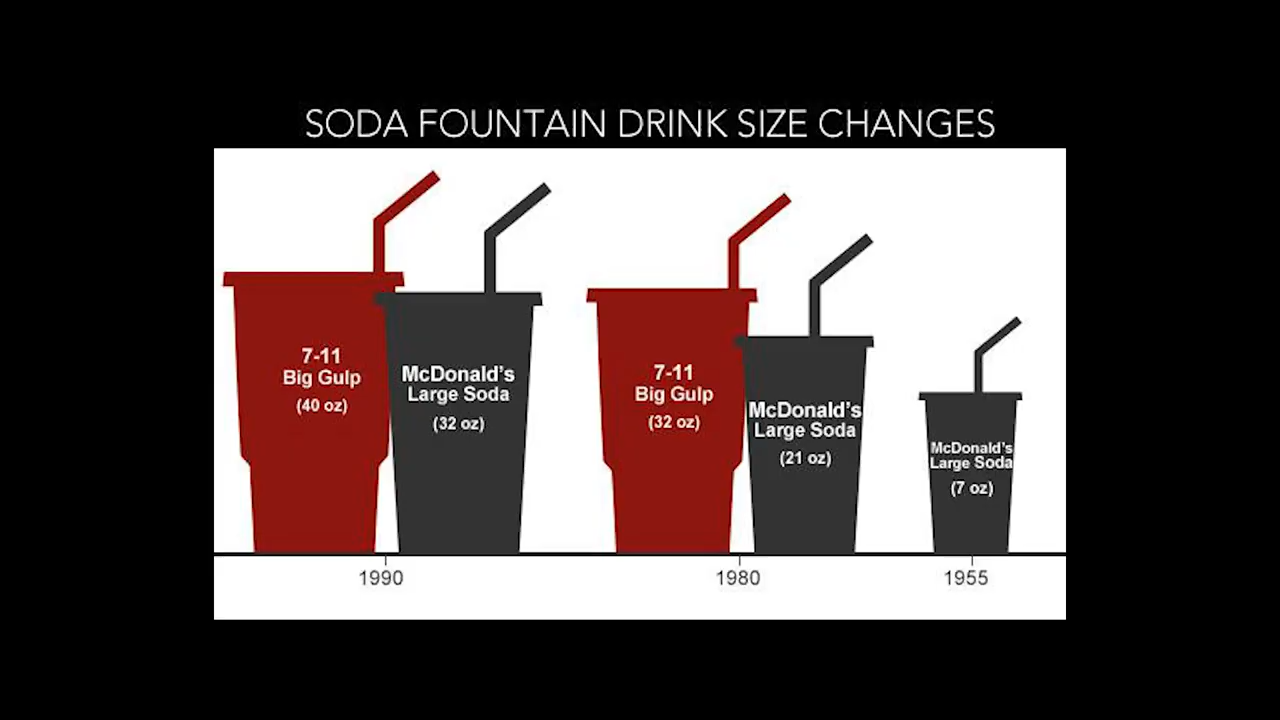 SODA FOUNTAIN DRINK SIZE CHANGES
7-11
Big Gulp
(40 oz)
McDonald's
Large Soda
(32 oz)
7-11
Big Gulp
(32 oz)
McDonald's
Large Soda
(21 oz)
McDonald's
Large Soda
(7 oz)
1990
1980
1955